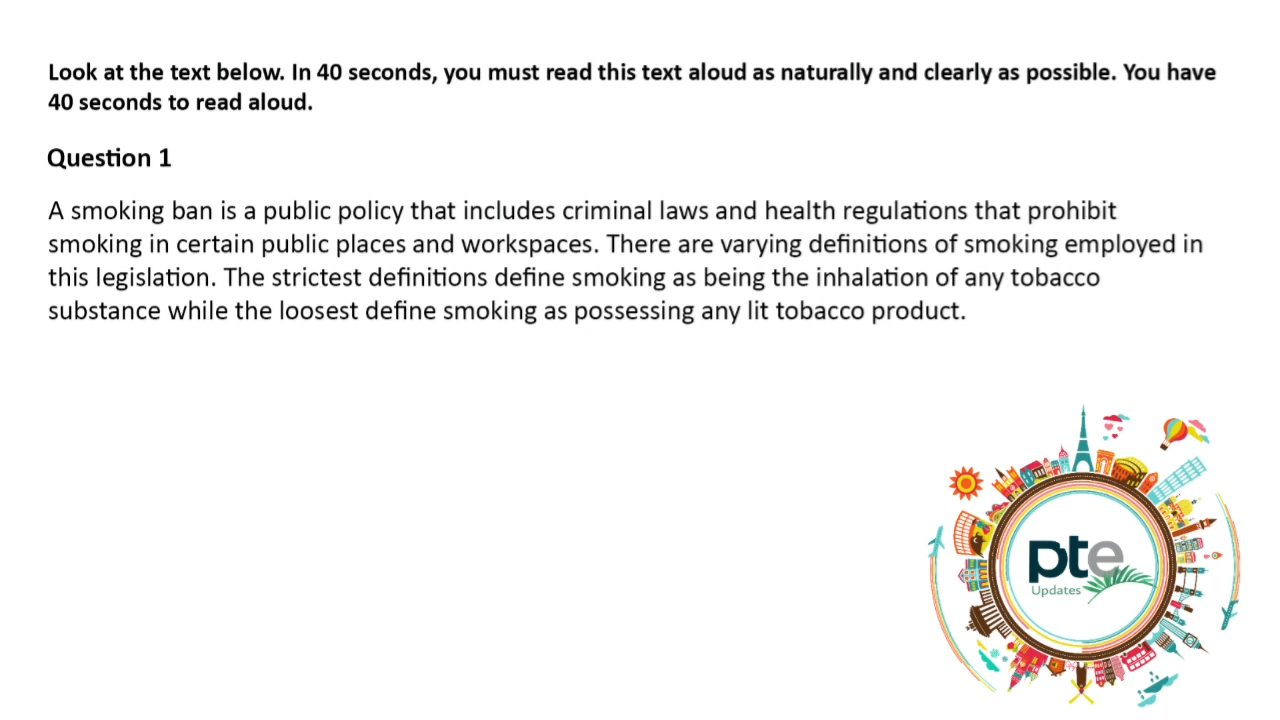 Look at the text below. In 40 seconds, you must read this text aloud as naturally and clearly as possible. You have
40 seconds to read aloud.
Question 1
A smoking ban is a public policy that includes criminal laws and health regulations that prohibit
smoking in certain public places and workspaces. There are varying definitions of smoking employed in
this legislation. The strictest definitions define smoking as being the inhalation of any tobacco
substance while the loosest define smoking as possessing any lit tobacco product.
pte
Updates